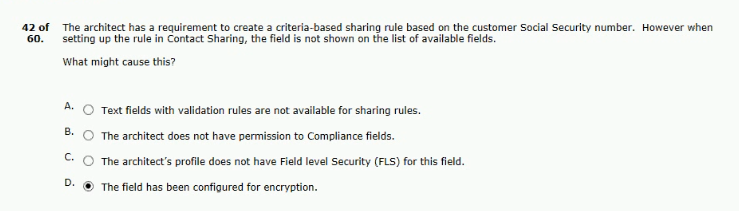 42 of The architect has a requirement to create a criteria-based sharing rule based on the customer Social Security number. However when
60. setting up the rule in Contact Sharing, the field is not shown on the list of available fields.
What might cause this?
A. Text fields with validation rules are not available for sharing rules.
B. The architect does not have permission to Compliance fields.
C. The architect's profile does not have Field level Security (FLS) for this field.
D. The field has been configured for encryption.